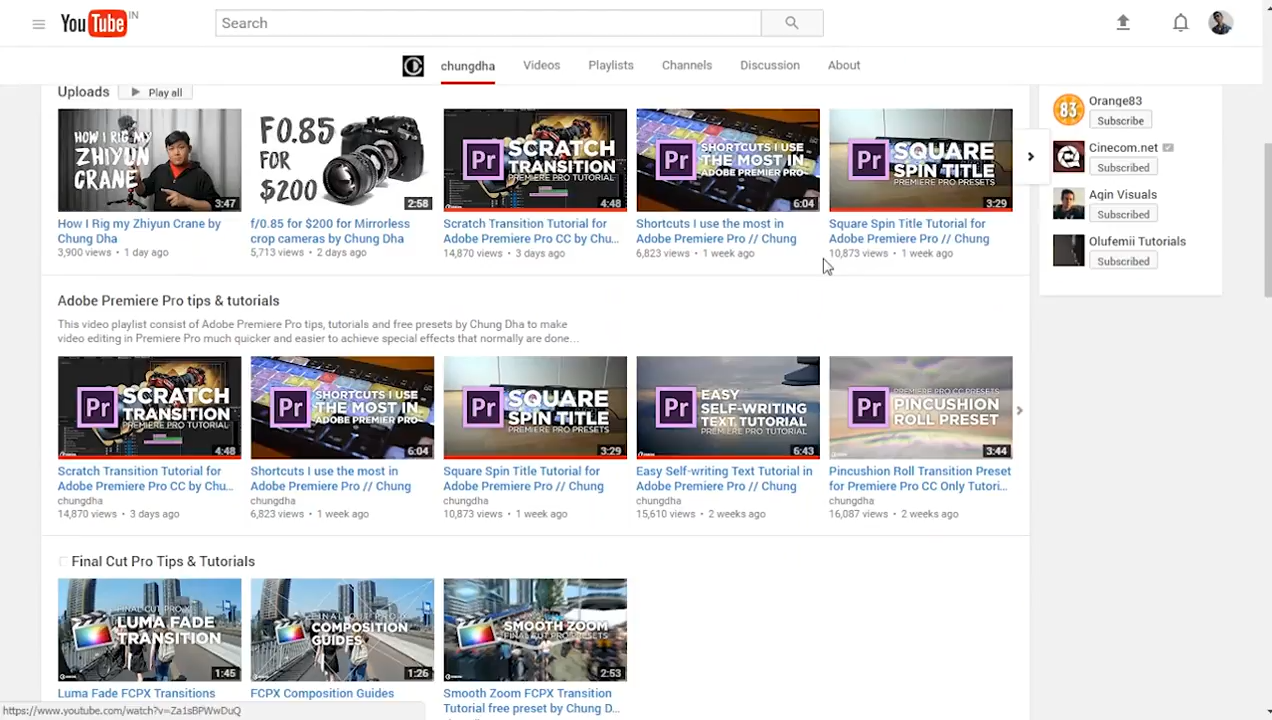 YouTube IN
Search
chungdha Videos Playlists Channels Discussion About
Uploads Play all
HOW I RIG MY
ZHIYUN
CRANE
3:47
F0.85
FOR
$200
2:58
Pr SCRATCH
TRANSITION
PREMIERE PRO TUTORIAL
4:48
Pr SHORTCUTS I USE
THE MOST IN
ADOBE PREMIER PRO
6:04
Pr SQUARE
SPIN TITLE
PREMIERE PRO PRESETS
3:29
How I Rig my Zhiyun Crane by
Chung Dha
3,900 views • 1 day ago
f/0.85 for $200 for Mirrorless
crop cameras by Chung Dha
5,713 views • 2 days ago
Scratch Transition Tutorial for
Adobe Premiere Pro CC by Chu...
14,870 views • 3 days ago
Shortcuts I use the most in
Adobe Premiere Pro // Chung
6,823 views • 1 week ago
Square Spin Title Tutorial for
Adobe Premiere Pro // Chung
10,873 views • 1 week ago
83 Orange83
Subscribe
Cinecom.net
Subscribed
Aqin Visuals
Subscribed
Olufemii Tutorials
Subscribed
Adobe Premiere Pro tips & tutorials
This video playlist consist of Adobe Premiere Pro tips, tutorials and free presets by Chung Dha to make
video editing in Premiere Pro much quicker and easier to achieve special effects that normally are done...
Pr SCRATCH
TRANSITION
PREMIERE PRO TUTORIAL
4:48
Pr SHORTCUTS I USE
THE MOST IN
ADOBE PREMIER PRO
6:04
Pr SQUARE
SPIN TITLE
PREMIERE PRO PRESETS
3:29
Pr EASY
SELF-WRITING
TEXT TUTORIAL
PREMIERE PRO TUTORIAL
6:43
Pr PREMIERE PRO CC PRESETS
PINCUSHION
ROLL PRESET
3:44
Scratch Transition Tutorial for
Adobe Premiere Pro CC by Chu...
chungdha
14,870 views • 3 days ago
Shortcuts I use the most in
Adobe Premiere Pro // Chung
chungdha
6,823 views • 1 week ago
Square Spin Title Tutorial for
Adobe Premiere Pro // Chung
chungdha
10,873 views • 1 week ago
Easy Self-writing Text Tutorial in
Adobe Premiere Pro // Chung
chungdha
15,610 views • 2 weeks ago
Pincushion Roll Transition Preset
for Premiere Pro CC Only Tutori...
chungdha
16,087 views • 2 weeks ago
Final Cut Pro Tips & Tutorials
FINAL CUT PRO X
LUMA FADE
TRANSITION
1:45
FINAL CUT PRO X
COMPOSITION
GUIDES
1:26
SMOOTH ZOOM
FINAL CUT PRO PRESETS
2:53
Luma Fade FCPX Transitions
FCPX Composition Guides
Smooth Zoom FCPX Transition
Tutorial free preset by Chung D...
https://www.youtube.com/watch?v=Za1sBPWwDuQ